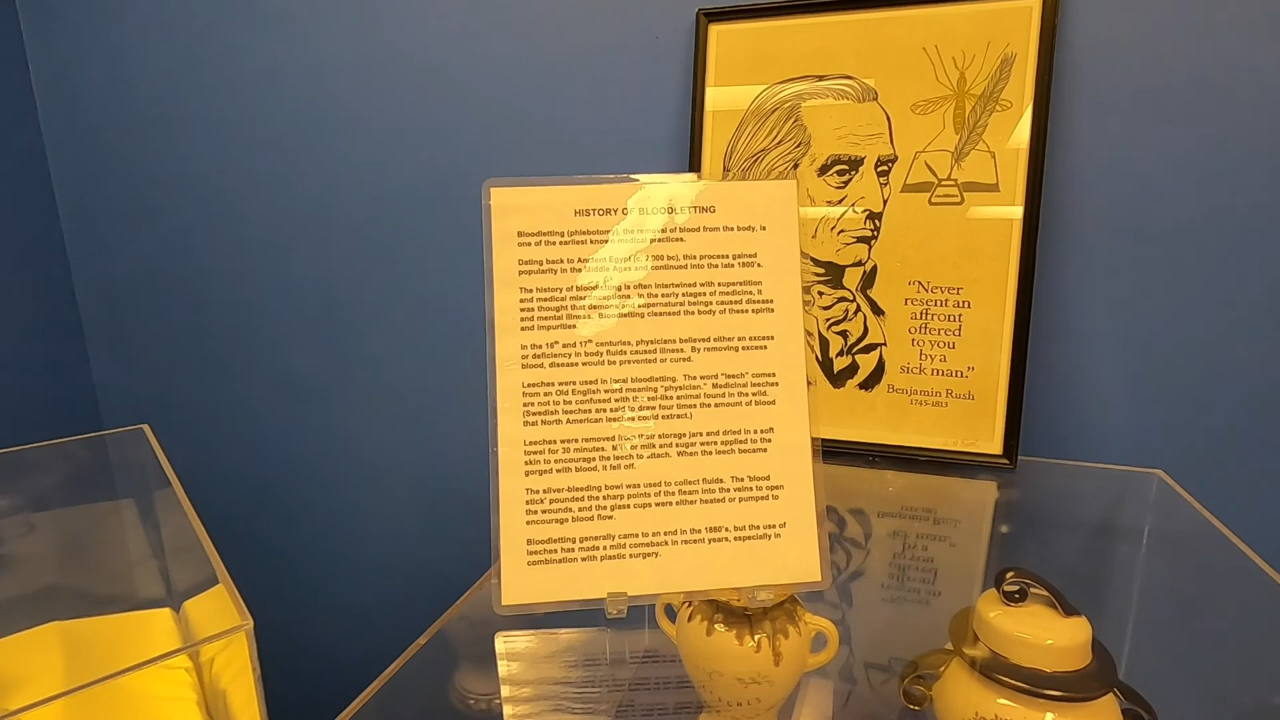 HISTORY OF BLOODLETTING
Bloodletting (phlebotomy), the removal of blood from the body, is
one of the earliest known medical practices.
Dating back to Ancient Egypt (c. 2,000 bc), this process gained
popularity in the Middle Ages and continued into the late 1800's.
The history of bloodletting is often intertwined with superstition
and medical misconceptions. In the early stages of medicine, it
was thought that demons and supernatural beings caused disease
and mental illness. Bloodletting cleansed the body of these spirits
and impurities.
In the 16th and 17th centuries, physicians believed either an excess
or deficiency in body fluids caused illness. By removing excess
blood, disease would be prevented or cured.
Leeches were used in local bloodletting. The word "leech" comes
from an Old English word meaning "physician." Medicinal leeches
are not to be confused with the eel-like animal found in the wild.
(Swedish leeches are said to draw four times the amount of blood
that North American leeches could extract.)
Leeches were removed from their storage jars and dried in a soft
towel for 30 minutes. Milk or milk and sugar were applied to the
skin to encourage the leech to attach. When the leech became
gorged with blood, it fell off.
The silver-bleeding bowl was used to collect fluids. The 'blood
stick' pounded the sharp points of the fleam into the veins to open
the wounds, and the glass cups were either heated or pumped to
encourage blood flow.
Bloodletting generally came to an end in the 1880's, but the use of
leeches has made a mild comeback in recent years, especially in
combination with plastic surgery.
"Never
resent an
affront
offered
to you
by a
sick man."
Benjamin Rush
1745-1813